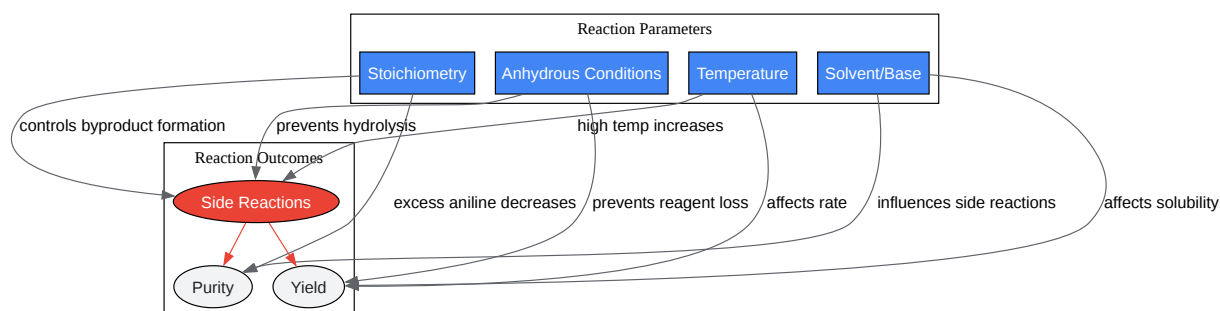 Reaction Parameters
Stoichiometry
Anhydrous Conditions
Temperature
Solvent/Base
controls byproduct formation
prevents hydrolysis
high temp increases
Reaction Outcomes
Side Reactions
excess aniline decreases
prevents reagent loss
affects rate
influences side reactions
affects solubility
Purity
Yield